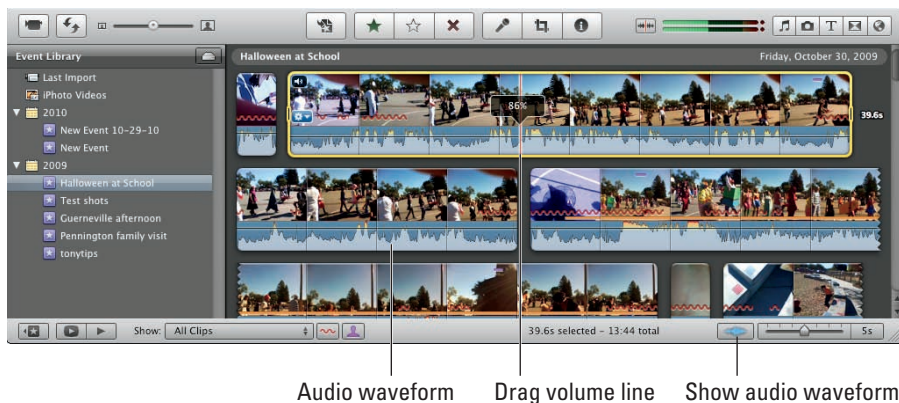 Event Library
Halloween at School
Friday, October 30, 2009
Last Import
iPhoto Videos
2010
New Event 10-29-10
New Event
2009
Halloween at School
Test shots
Guerneville afternoon
Pennington family visit
tonytips
86%
39.6s
T
Show: All Clips
39.6s selected - 13:44 total
5s
Audio waveform
Drag volume line
Show audio waveform